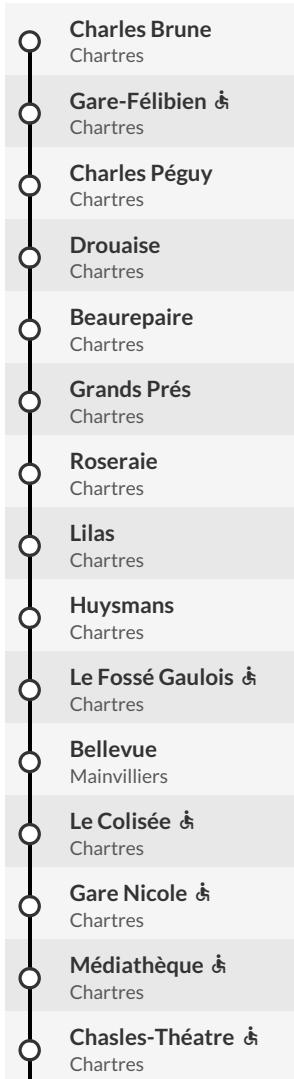 Charles Brune
Chartres
Gare-Félibien
Chartres
Charles Péguy
Chartres
Drouaise
Chartres
Beaurepaire
Chartres
Grands Prés
Chartres
Roseraie
Chartres
Lilas
Chartres
Huysmans
Chartres
Le Fossé Gaulois
Chartres
Bellevue
Mainvilliers
Le Colisée
Chartres
Gare Nicole
Chartres
Médiathèque
Chartres
Chasles-Théatre
Chartres